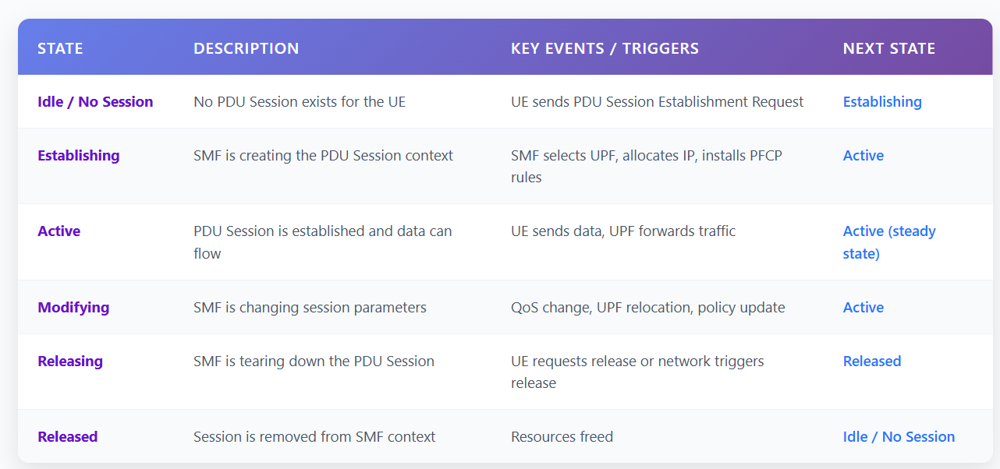 STATE DESCRIPTION KEY EVENTS / TRIGGERS NEXT STATE
Idle / No Session No PDU Session exists for the UE UE sends PDU Session Establishment Request Establishing
Establishing SMF is creating the PDU Session context SMF selects UPF, allocates IP, installs PFCP Active
rules
Active PDU Session is established and data can UE sends data, UPF forwards traffic Active (steady
flow state)
Modifying SMF is changing session parameters QoS change, UPF relocation, policy update Active
Releasing SMF is tearing down the PDU Session UE requests release or network triggers Released
release
Released Session is removed from SMF context Resources freed Idle / No Session